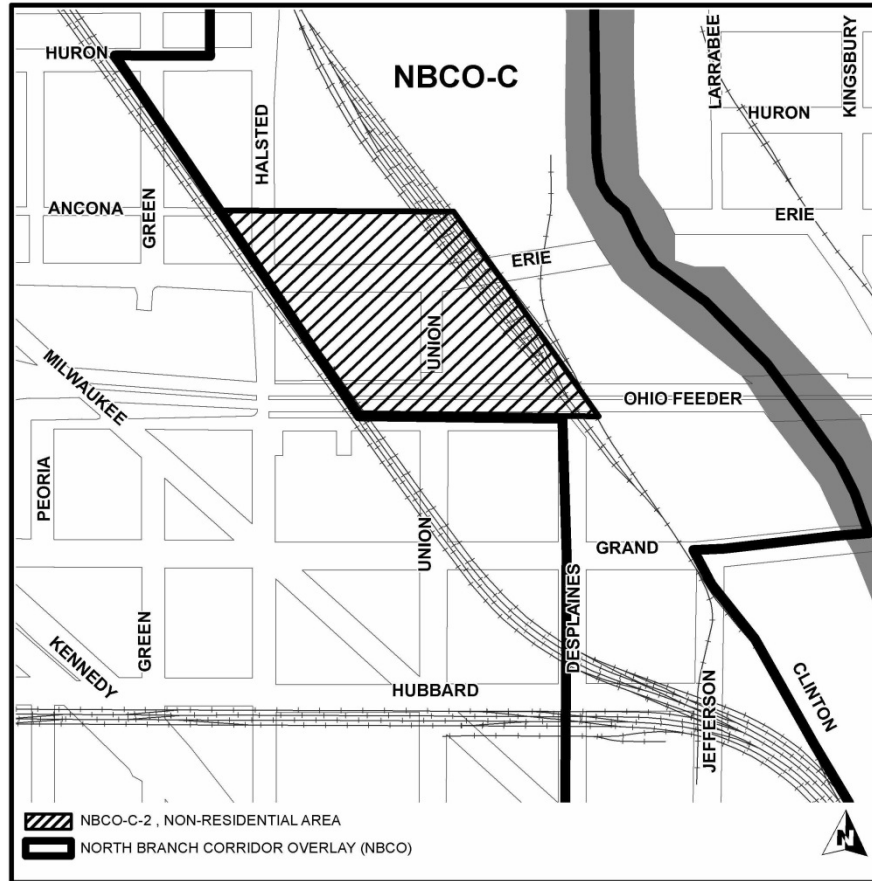 HURON
NBCO-C
LARRABEE
KINGSBURY
HURON
HALSTED
ANCONA
GREEN
ERIE
ERIE
UNION
MILWAUKEE
OHIO FEEDER
PEORIA
UNION
GRAND
DESPLAINES
GREEN
KENNEDY
HUBBARD
JEFFERSON
CLINTON
NBCO-C-2 , NON-RESIDENTIAL AREA
NORTH BRANCH CORRIDOR OVERLAY (NBCO)
N